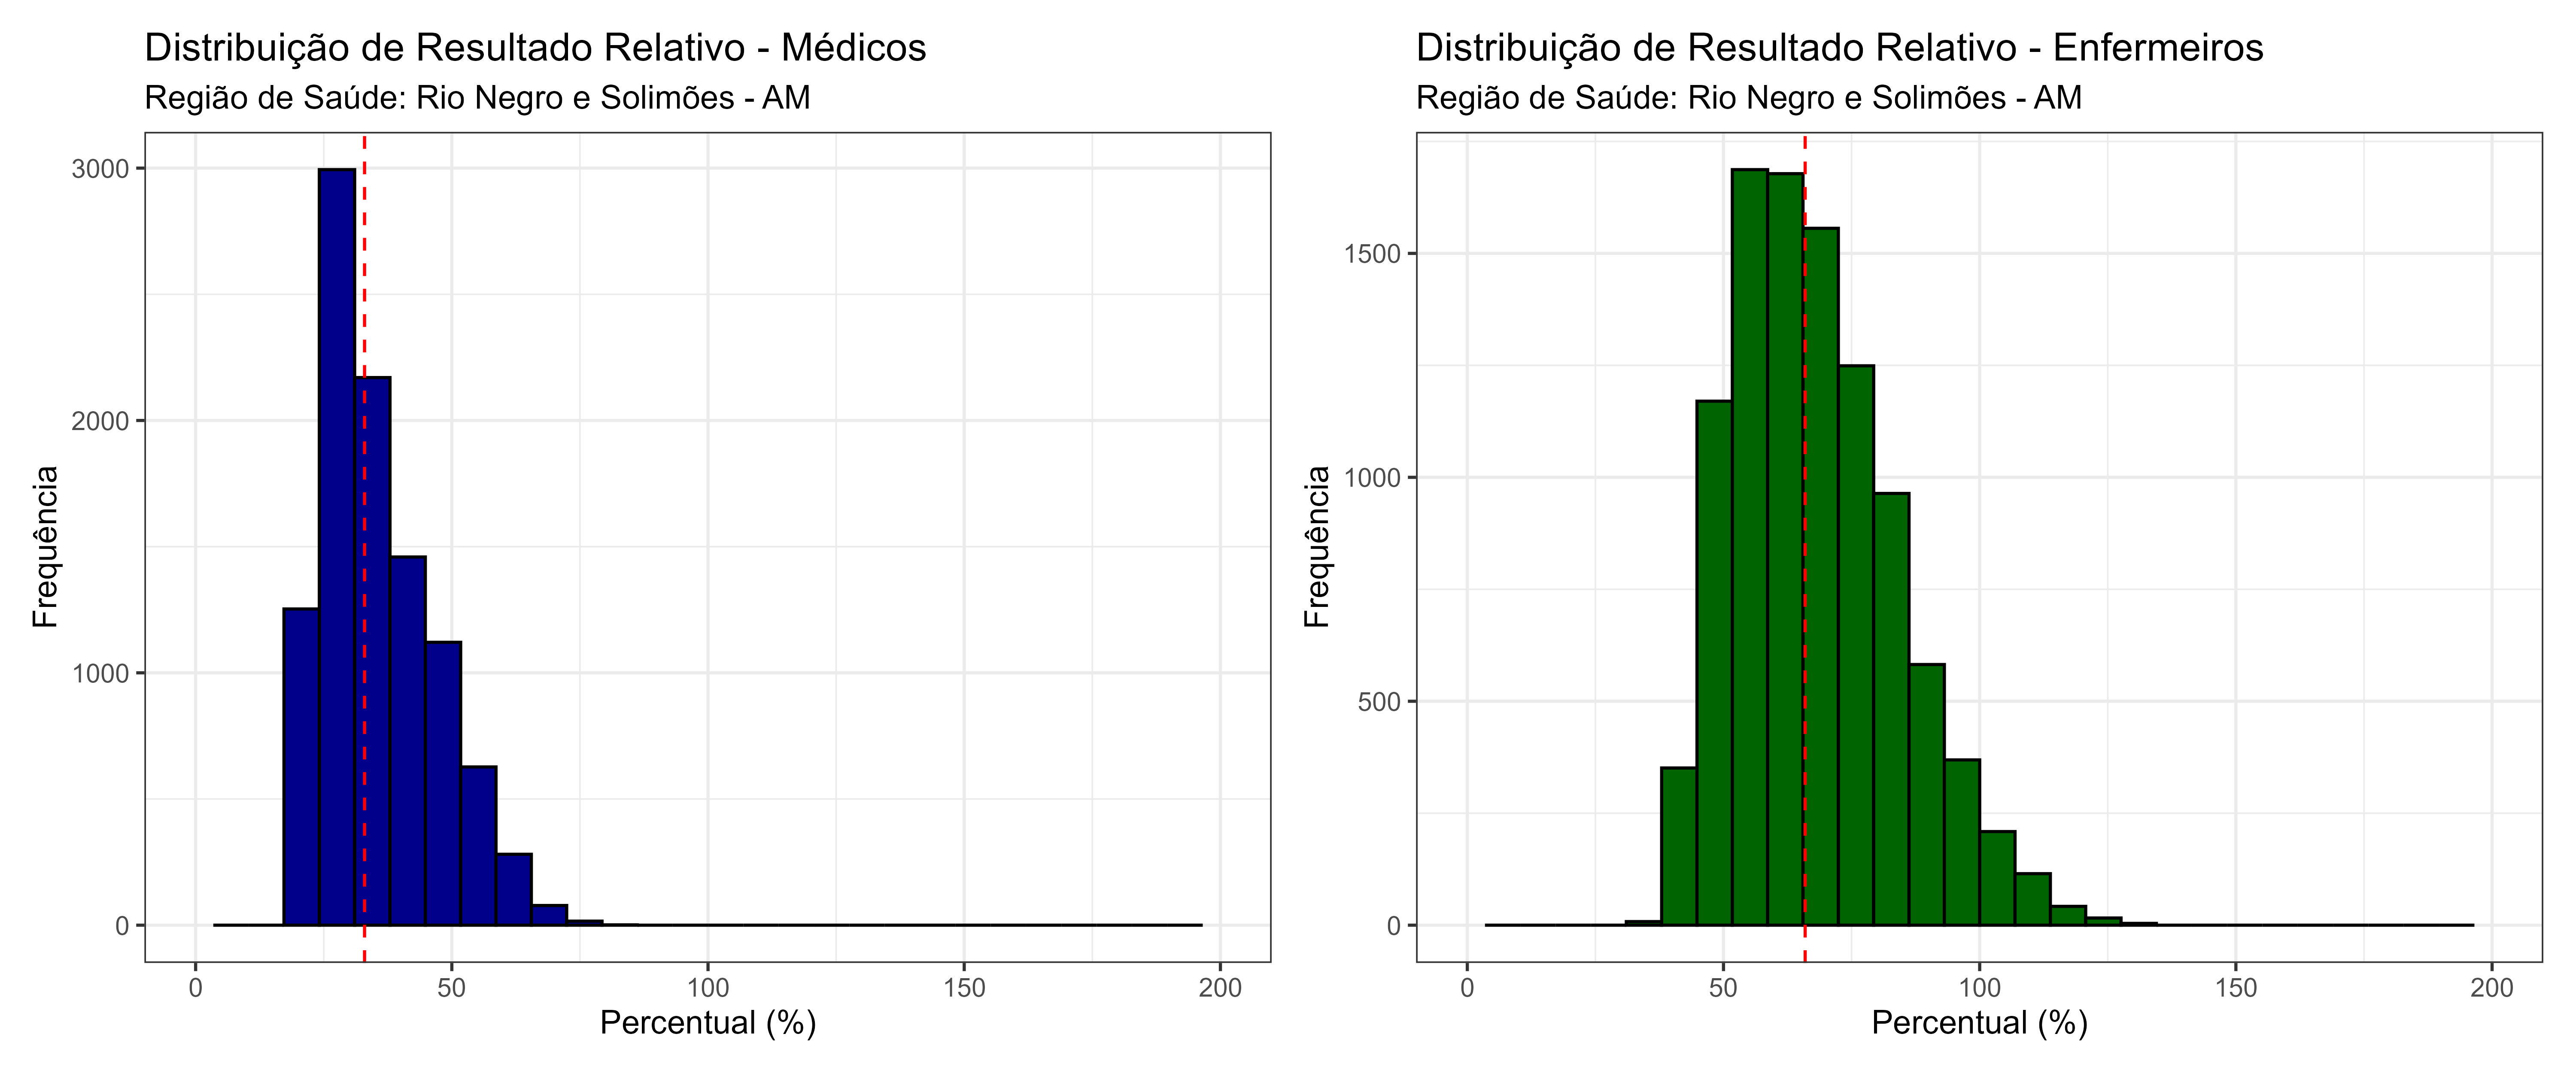 Distribuição de Resultado Relativo - Médicos
Região de Saúde: Rio Negro e Solimões - AM
3000
2000
1000
0
Frequência
0 50 100 150 200
Percentual (%)
Distribuição de Resultado Relativo - Enfermeiros
Região de Saúde: Rio Negro e Solimões - AM
1500
1000
500
0
Frequência
0 50 100 150 200
Percentual (%)